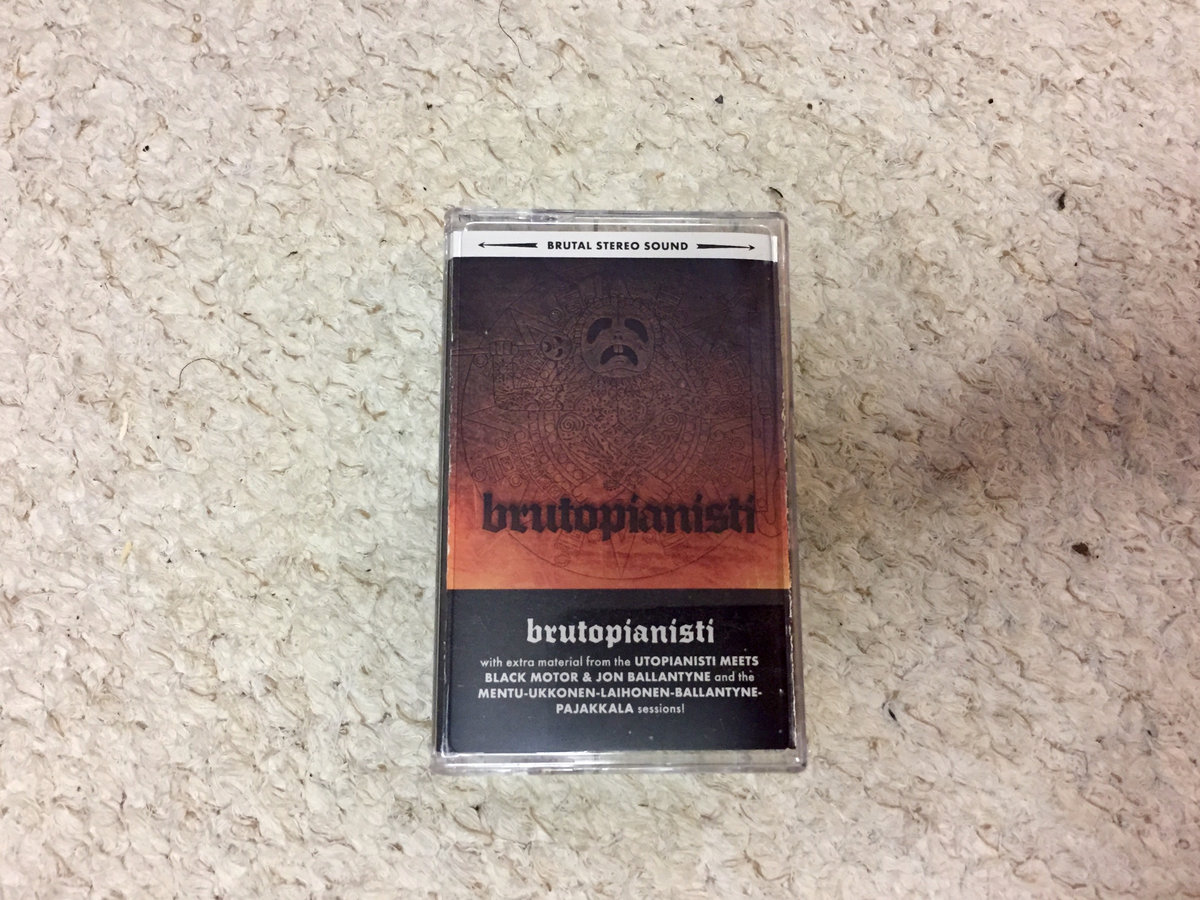 BRUTAL STEREO SOUND
brutopianisti
brutopianisti
with extra material from the UTOPIANISTI MEETS
BLACK MOTOR & JON BALLANTYNE and the
MENTU-UKKONEN-LAIHONEN-BALLANTYNE-
PAJAKKALA sessions!